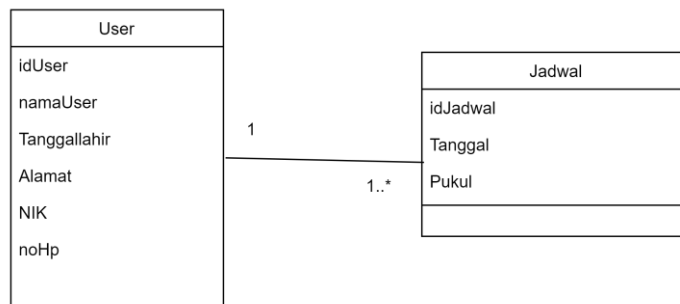 User
idUser
namaUser
Tanggallahir
Alamat
NIK
noHp
1
1..*
Jadwal
idJadwal
Tanggal
Pukul